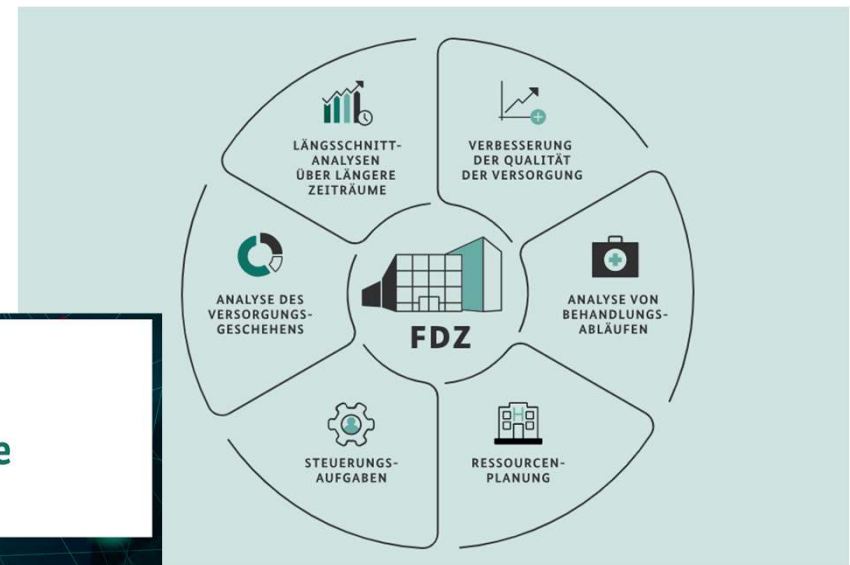 LÄNGSSCHNITT-
ANALYSEN
ÜBER LÄNGERE
ZEITRÄUME
VERBESSERUNG
DER QUALITÄT
DER VERSORGUNG
ANALYSE DES
VERSORGUNGS-
GESCHEHENS
FDZ
ANALYSE VON
BEHANDLUNGS-
ABLÄUFEN
STEUERUNGS-
AUFGABEN
H
RESSOURCEN-
PLANUNG